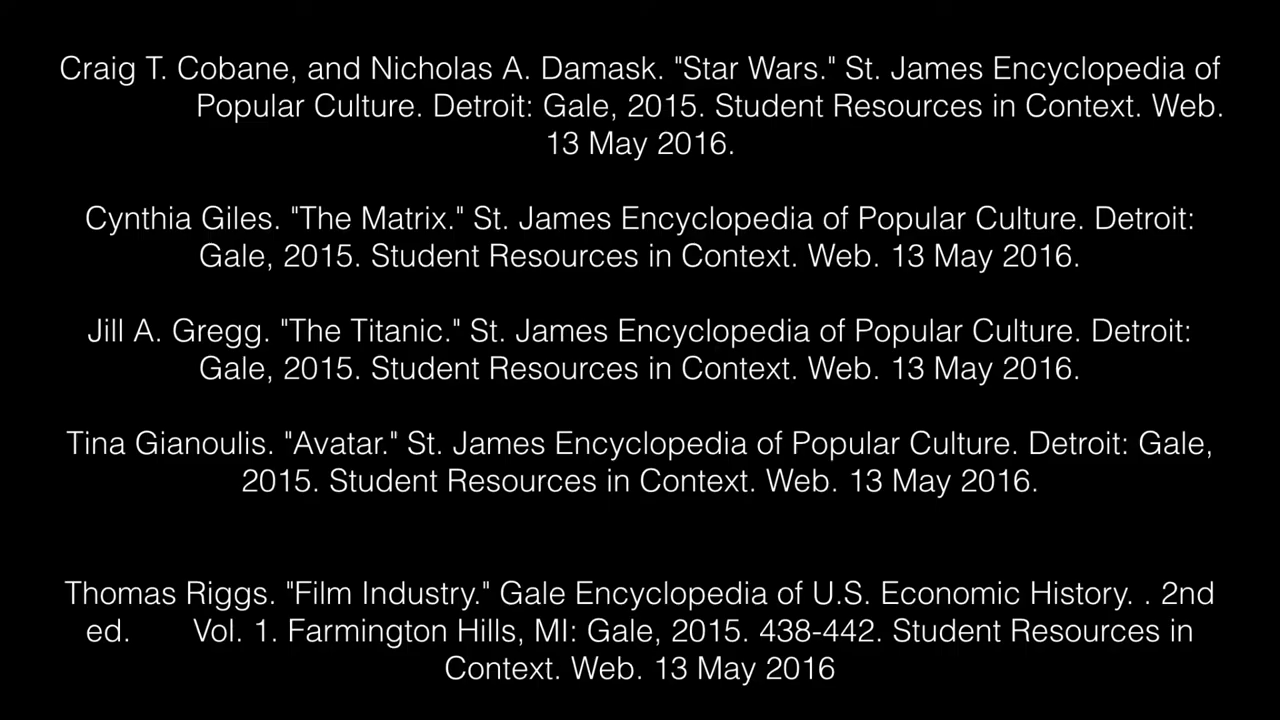 Craig T. Cobane, and Nicholas A. Damask. "Star Wars." St. James Encyclopedia of
Popular Culture. Detroit: Gale, 2015. Student Resources in Context. Web.
13 May 2016.
Cynthia Giles. "The Matrix." St. James Encyclopedia of Popular Culture. Detroit:
Gale, 2015. Student Resources in Context. Web. 13 May 2016.
Jill A. Gregg. "The Titanic." St. James Encyclopedia of Popular Culture. Detroit:
Gale, 2015. Student Resources in Context. Web. 13 May 2016.
Tina Gianoulis. "Avatar." St. James Encyclopedia of Popular Culture. Detroit: Gale,
2015. Student Resources in Context. Web. 13 May 2016.
Thomas Riggs. "Film Industry." Gale Encyclopedia of U.S. Economic History. . 2nd
ed. Vol. 1. Farmington Hills, MI: Gale, 2015. 438-442. Student Resources in
Context. Web. 13 May 2016